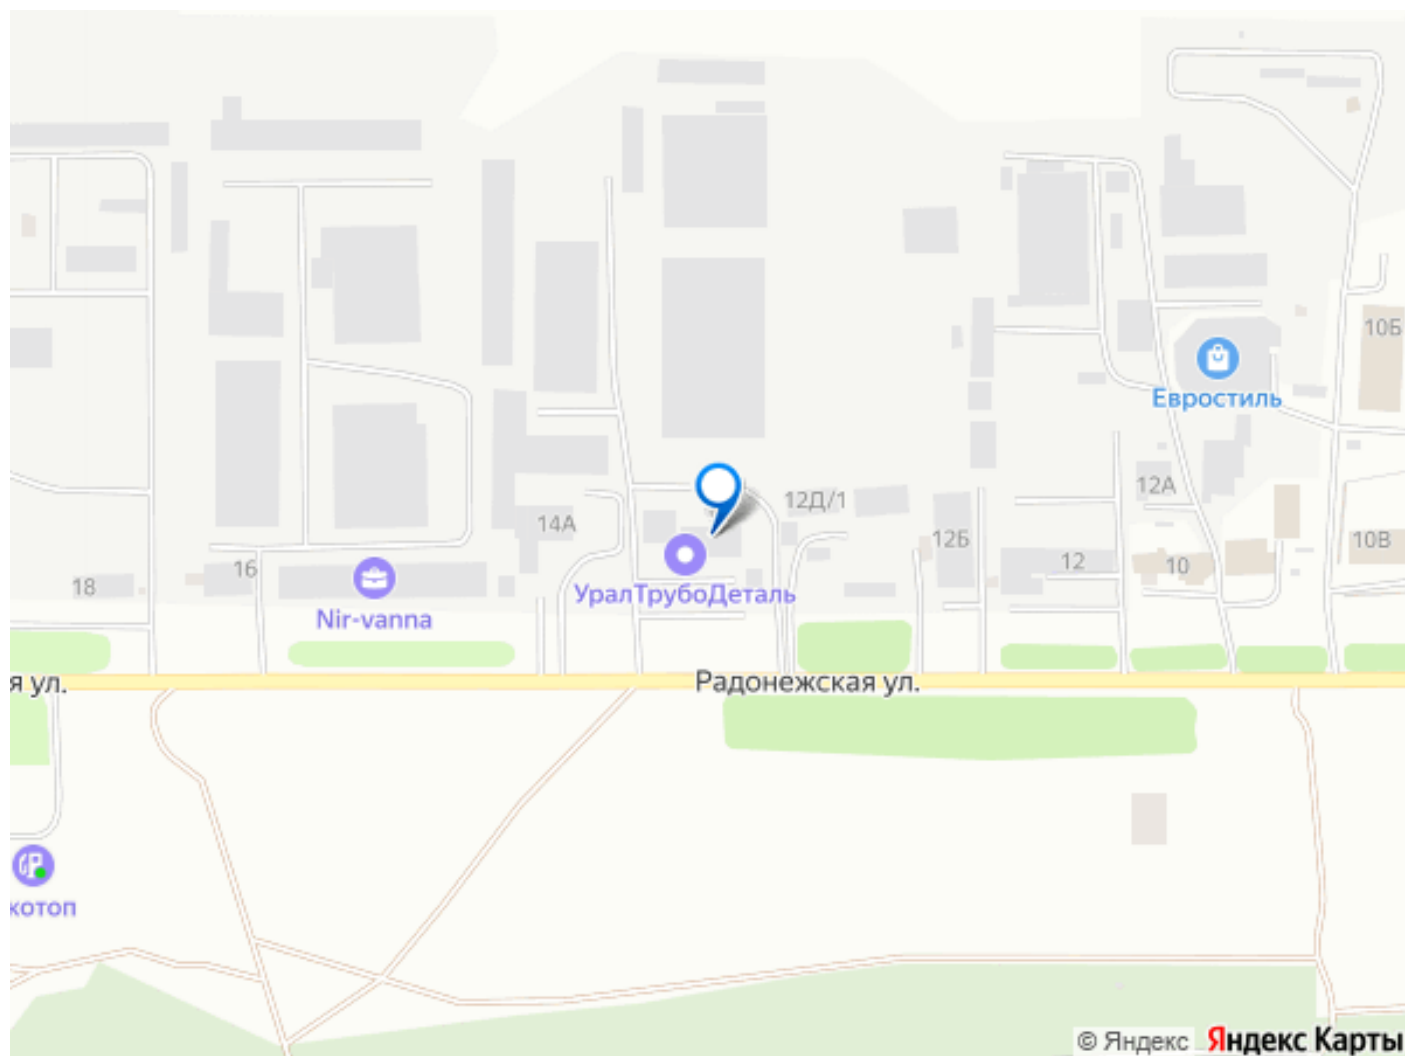 10Б
Евростиль
12А
12Д/1
14А
12Б
10В
12
10
16
18
УралТрубоДеталь
Nir-vanna
я ул.
Радонежская ул.
котоп
© Яндекс Яндекс Карты